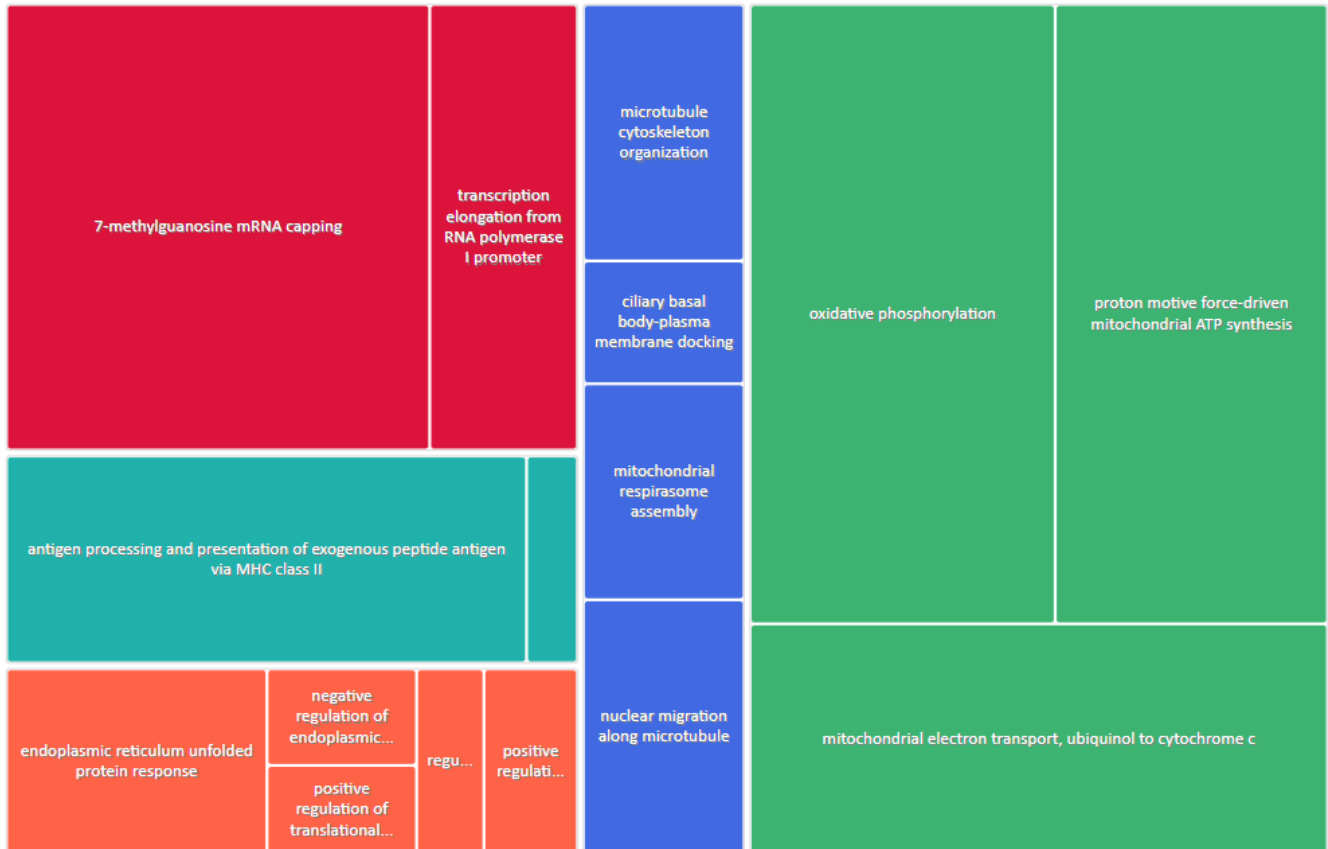 7-methylguanosine mRNA capping
transcription
elongation from
RNA polymerase
I promoter
antigen processing and presentation of exogenous peptide antigen
via MHC class II
endoplasmic reticulum unfolded
protein response
negative
regulation of
endoplasmic...
positive
regulation of
translational...
regu...
positive
regulati...
microtubule
cytoskeleton
organization
ciliary basal
body-plasma
membrane docking
mitochondrial
respirasome
assembly
nuclear migration
along microtubule
oxidative phosphorylation
proton motive force-driven
mitochondrial ATP synthesis
mitochondrial electron transport, ubiquinol to cytochrome c